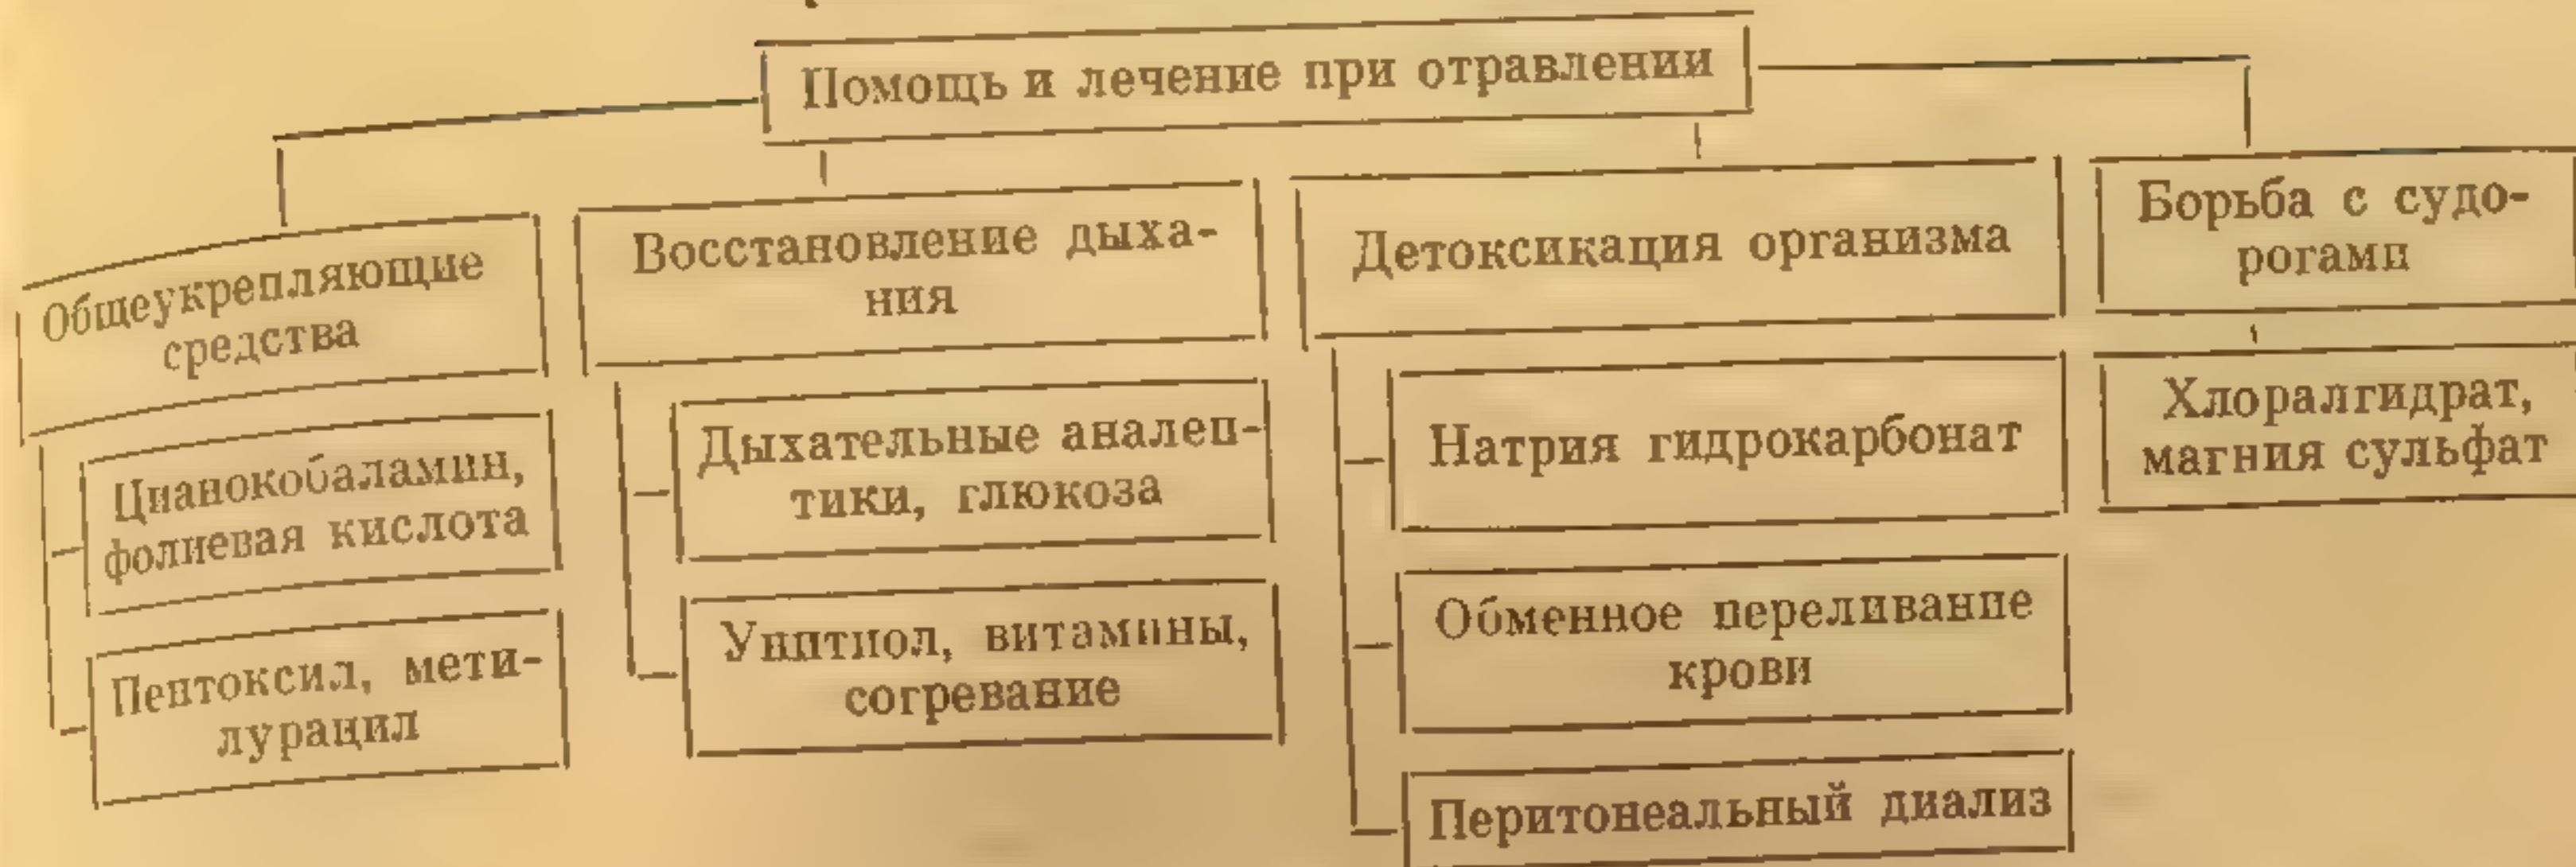 Помощь и лечение при отравлении
Общеукрепляющие
средства
Цианокобаламин,
фолиевая кислота
Пентоксил, мети-
лурацил
Восстановление дыха-
ния
Дыхательные аналеп-
тики, глюкоза
Унитиол, витамины,
согревание
Детоксикация организма
Натрия гидрокарбонат
Обменное переливание
крови
Перитонеальный диализ
Борьба с судо-
рогами
Хлоралгидрат,
магния сульфат